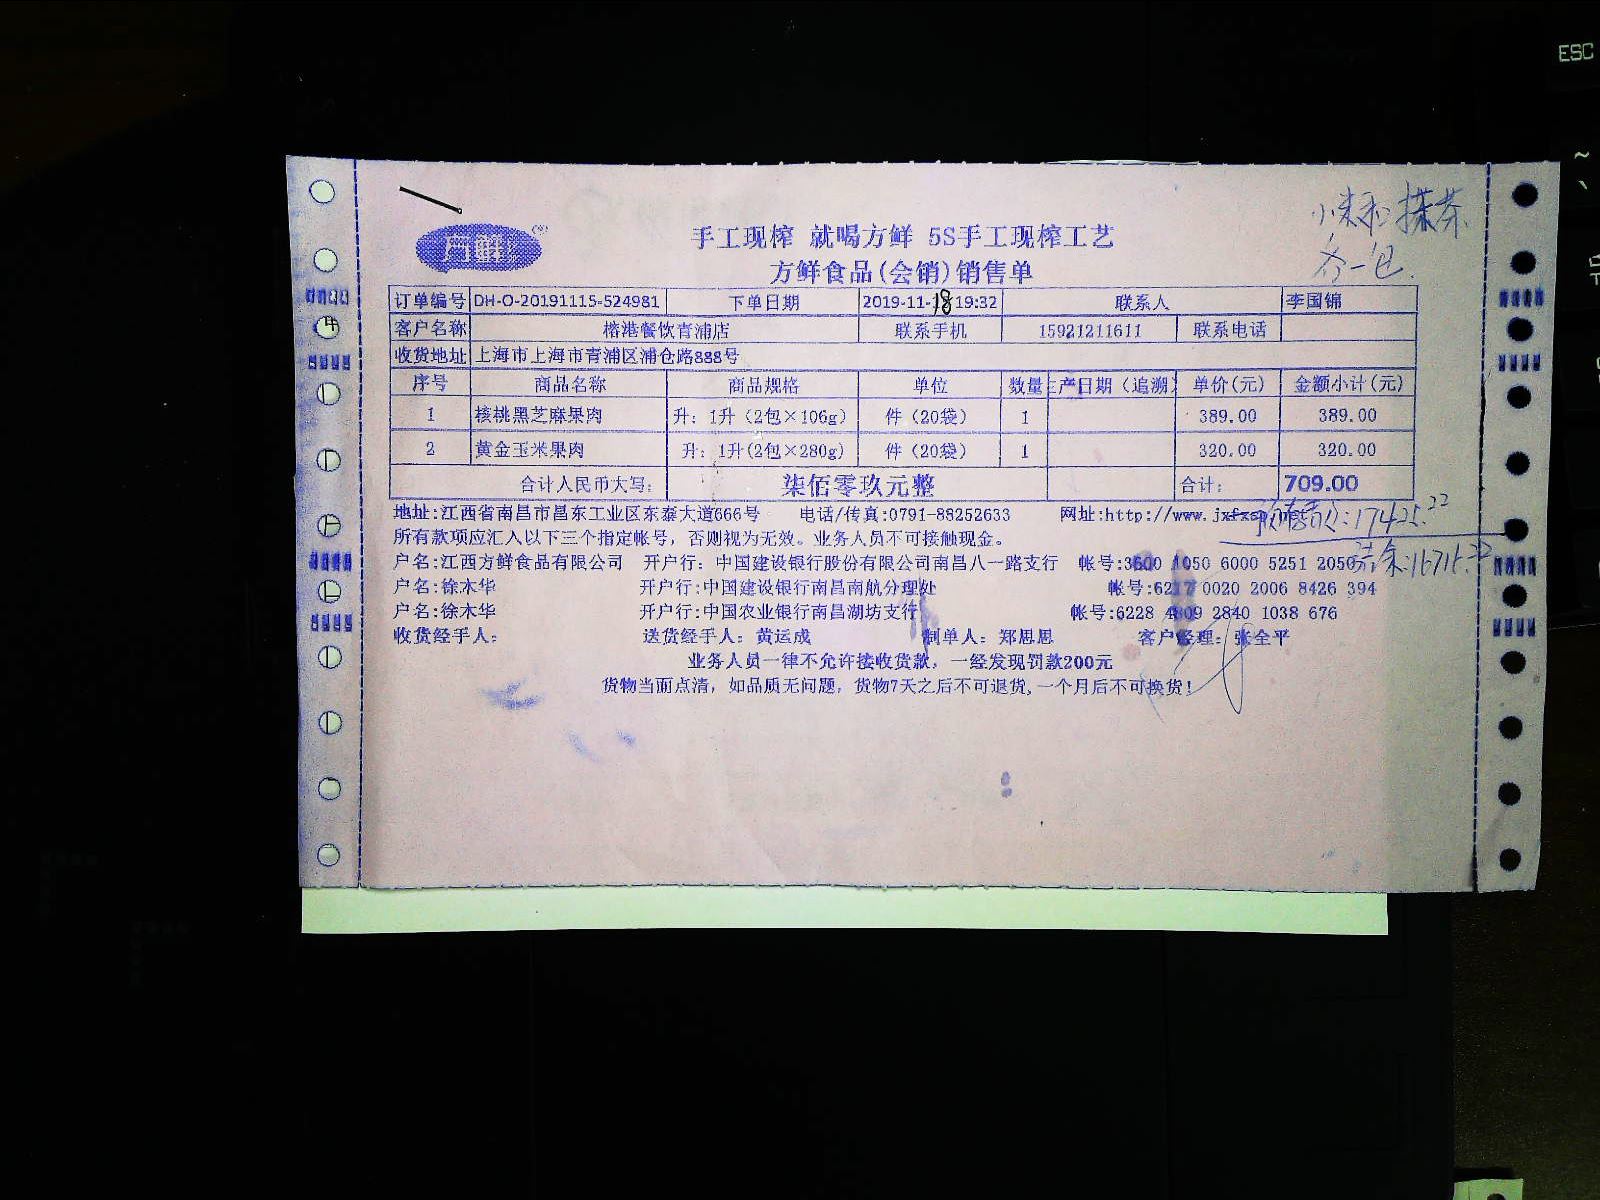 小米和抹茶
各一包.
方鲜
手工现榨 就喝方鲜 5S手工现榨工艺
方鲜食品(会销)销售单
订单编号 DH-O-20191115-524981 下单日期 2019-11-18 19:32 联系人 李国锦
客户名称 榕港餐饮青浦店 联系手机 15921211611 联系电话
收货地址 上海市上海市青浦区浦仓路888号
序号 商品名称 商品规格 单位 数量 生产日期（追溯） 单价(元) 金额小计(元)
1 核桃黑芝麻果肉 升：1升（2包×106g） 件（20袋） 1 389.00 389.00
2 黄金玉米果肉 升：1升(2包×280g) 件（20袋） 1 320.00 320.00
合计人民币大写： 柒佰零玖元整 合计： 709.00
地址:江西省南昌市昌东工业区东泰大道666号 电话/传真:0791-88252633 网址:http://www.jxfxsp.
:17425.22
所有款项应汇入以下三个指定帐号，否则视为无效。业务人员不可接触现金。
户名:江西方鲜食品有限公司 开户行：中国建设银行股份有限公司南昌八一路支行 帐号:3600 1050 6000 5251 2050
余:16716.22
户名:徐木华 开户行:中国建设银行南昌南航分理处 帐号:6217 0020 2006 8426 394
户名:徐木华 开户行:中国农业银行南昌湖坊支行 帐号:6228 4809 2840 1038 676
收货经手人： 送货经手人：黄运成 制单人：郑思思 客户经理：张全平
业务人员一律不允许接收货款，一经发现罚款200元
货物当面点清，如品质无问题，货物7天之后不可退货,一个月后不可换货！
ESC